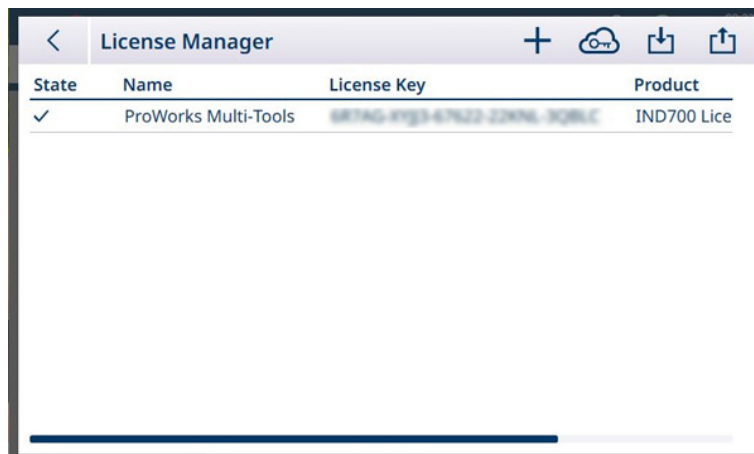 License Manager
State Name License Key Product
ProWorks Multi-Tools IND700 Lice